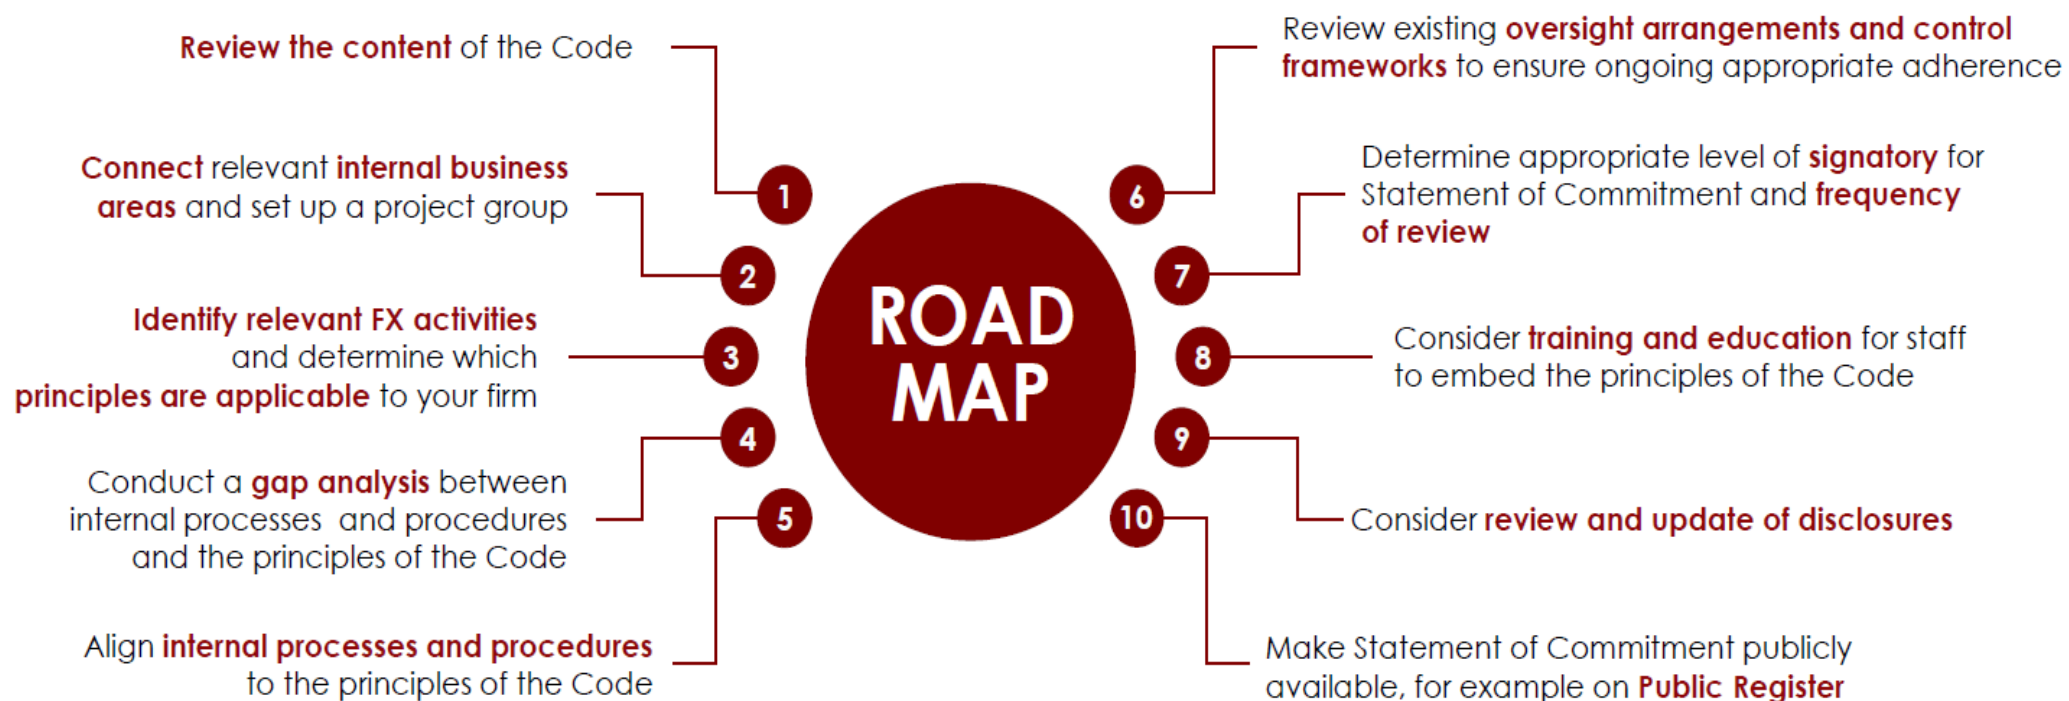 Review the content of the Code
1
Connect relevant internal business
areas and set up a project group
2
Identify relevant FX activities
and determine which
principles are applicable to your firm
3
Conduct a gap analysis between
internal processes and procedures
and the principles of the Code
4
Align internal processes and procedures
to the principles of the Code
5
ROAD
MAP
Review existing oversight arrangements and control
frameworks to ensure ongoing appropriate adherence
6
Determine appropriate level of signatory for
Statement of Commitment and frequency
of review
7
Consider training and education for staff
to embed the principles of the Code
8
Consider review and update of disclosures
9
Make Statement of Commitment publicly
available, for example on Public Register
10